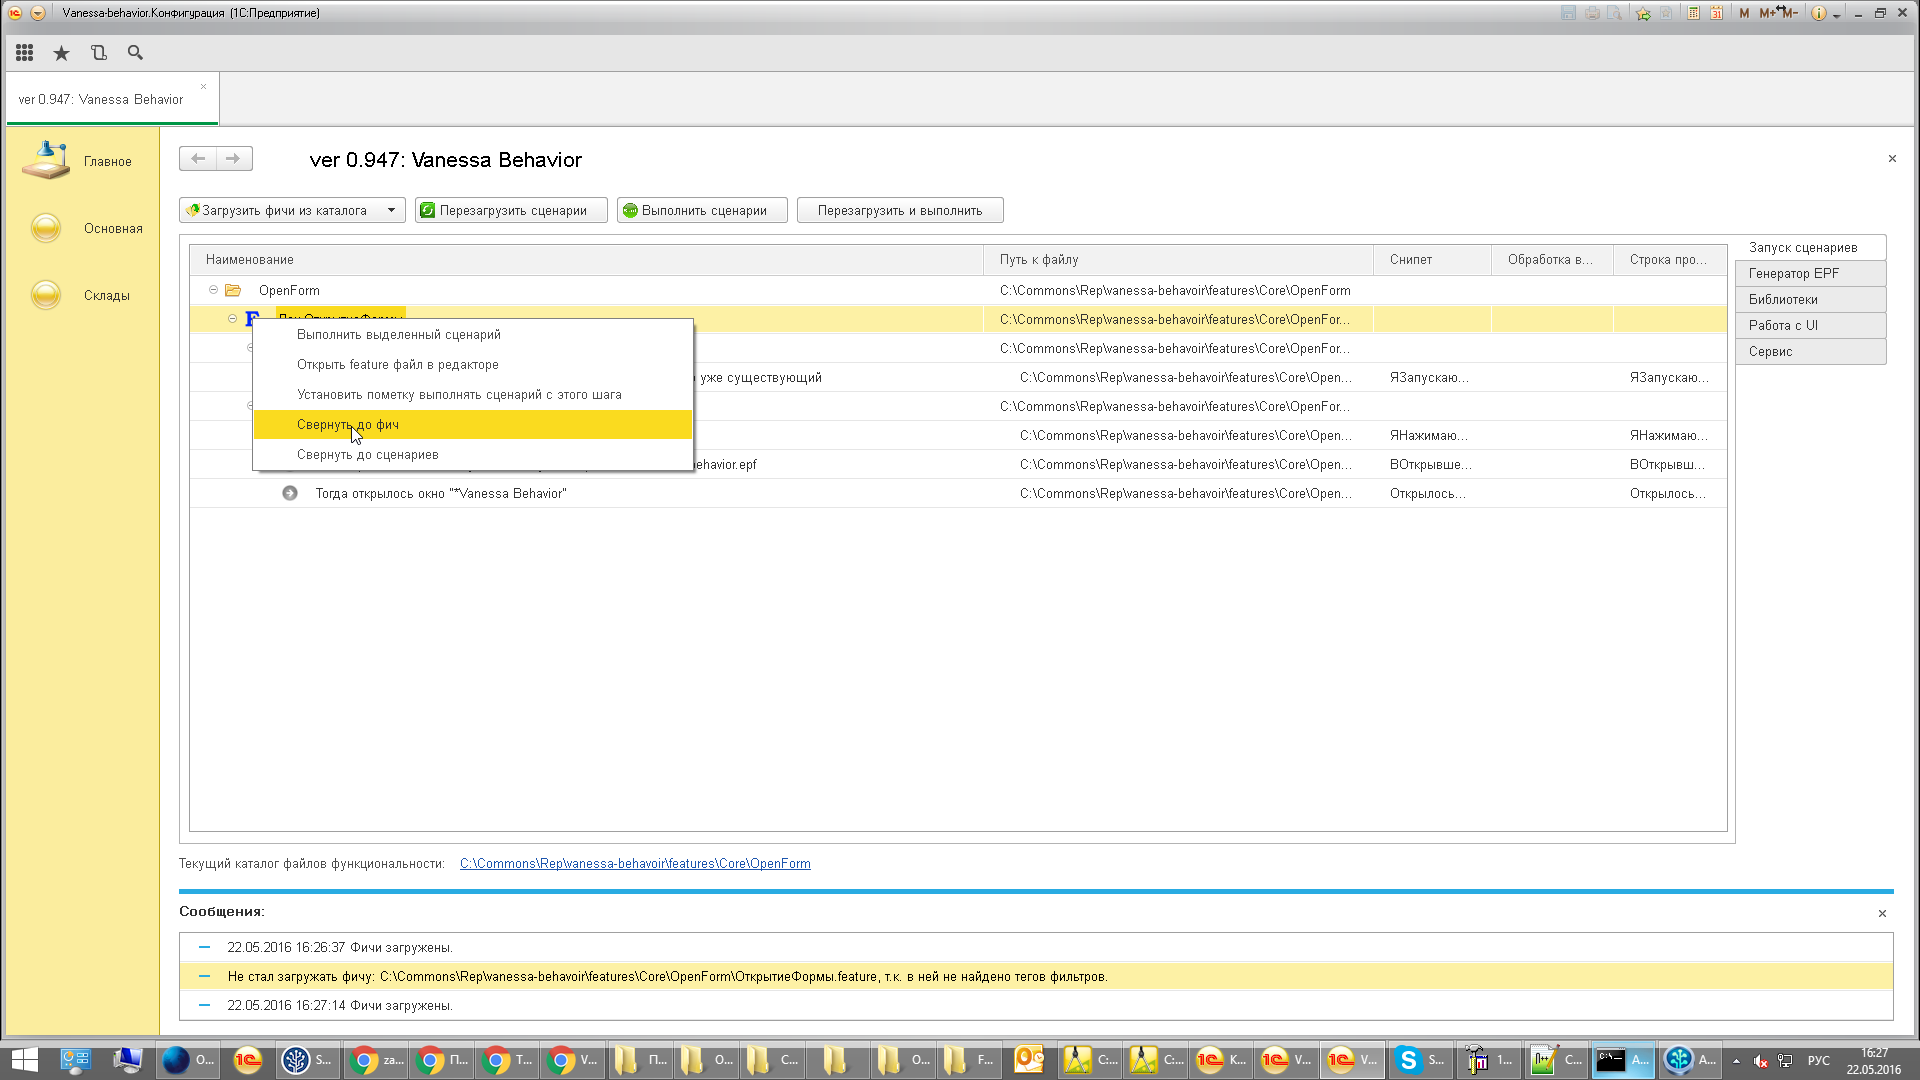 Vanessa-behavior.Конфигурация (1С:Предприятие)
M M+ M-
ver 0.947: Vanessa Behavior
Главное
Основная
Склады
ver 0.947: Vanessa Behavior
Загрузить фичи из каталога
Перезагрузить сценарии
Выполнить сценарии
Перезагрузить и выполнить
Наименование Путь к файлу Снипет Обработка в... Строка про...
OpenForm C:\Commons\Rep\vanessa-behavoir\features\Core\OpenForm
C:\Commons\Rep\vanessa-behavoir\features\Core\OpenFor...
C:\Commons\Rep\vanessa-behavoir\features\Core\OpenFor...
уже существующий C:\Commons\Rep\vanessa-behavoir\features\Core\Open... ЯЗапускаю... ЯЗапускаю...
C:\Commons\Rep\vanessa-behavoir\features\Core\OpenFor...
C:\Commons\Rep\vanessa-behavoir\features\Core\Open... ЯНажимаю... ЯНажимаю...
ehavior.epf C:\Commons\Rep\vanessa-behavoir\features\Core\Open... ВОткрывше... ВОткрывш...
Тогда открылось окно "*Vanessa Behavior" C:\Commons\Rep\vanessa-behavoir\features\Core\Open... Открылось... Открылось...
Выполнить выделенный сценарий
Открыть feature файл в редакторе
Установить пометку выполнять сценарий с этого шага
Свернуть до фич
Свернуть до сценариев
Запуск сценариев
Генератор EPF
Библиотеки
Работа с UI
Сервис
Текущий каталог файлов функциональности: C:\Commons\Rep\vanessa-behavoir\features\Core\OpenForm
Сообщения:
22.05.2016 16:26:37 Фичи загружены.
Не стал загружать фичу: C:\Commons\Rep\vanessa-behavoir\features\Core\OpenForm\ОткрытиеФормы.feature, т.к. в ней не найдено тегов фильтров.
22.05.2016 16:27:14 Фичи загружены.
O... S... za... П... T... V... П... O... C... O... F... C:... C:... K... V... V... S... 1... C... A... A... РУС
16:27
22.05.2016